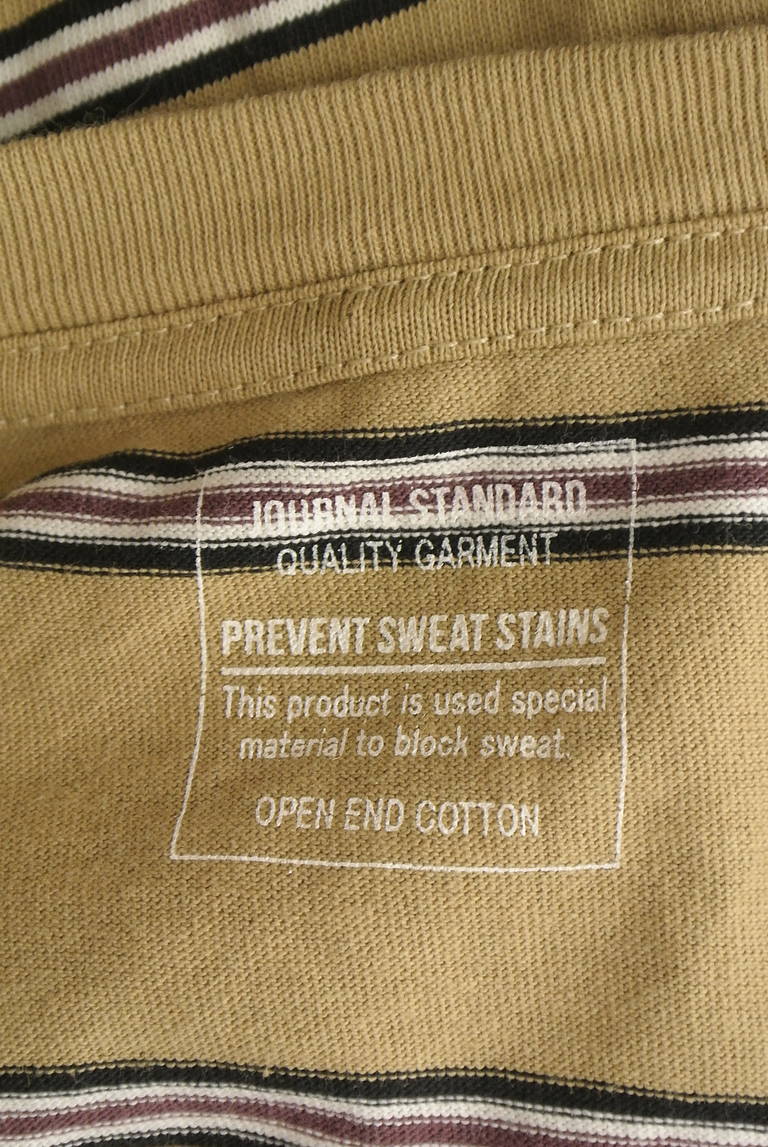 JOURNAL STANDARD
QUALITY GARMENT
PREVENT SWEAT STAINS
This product is used special
material to block sweat.
OPEN END COTTON